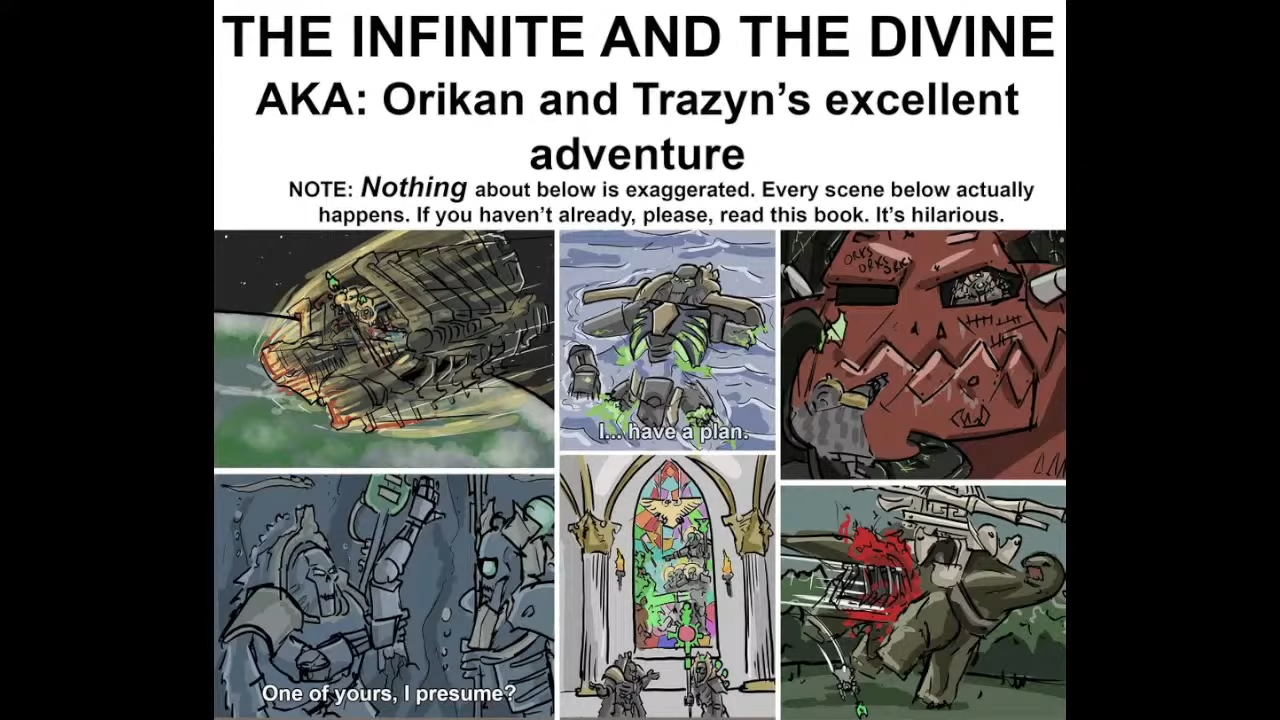 THE INFINITE AND THE DIVINE
AKA: Orikan and Trazyn's excellent
adventure
NOTE: Nothing about below is exaggerated. Every scene below actually
happens. If you haven't already, please, read this book. It's hilarious.
ORKS
ORKS
I... have a plan.
One of yours, I presume?